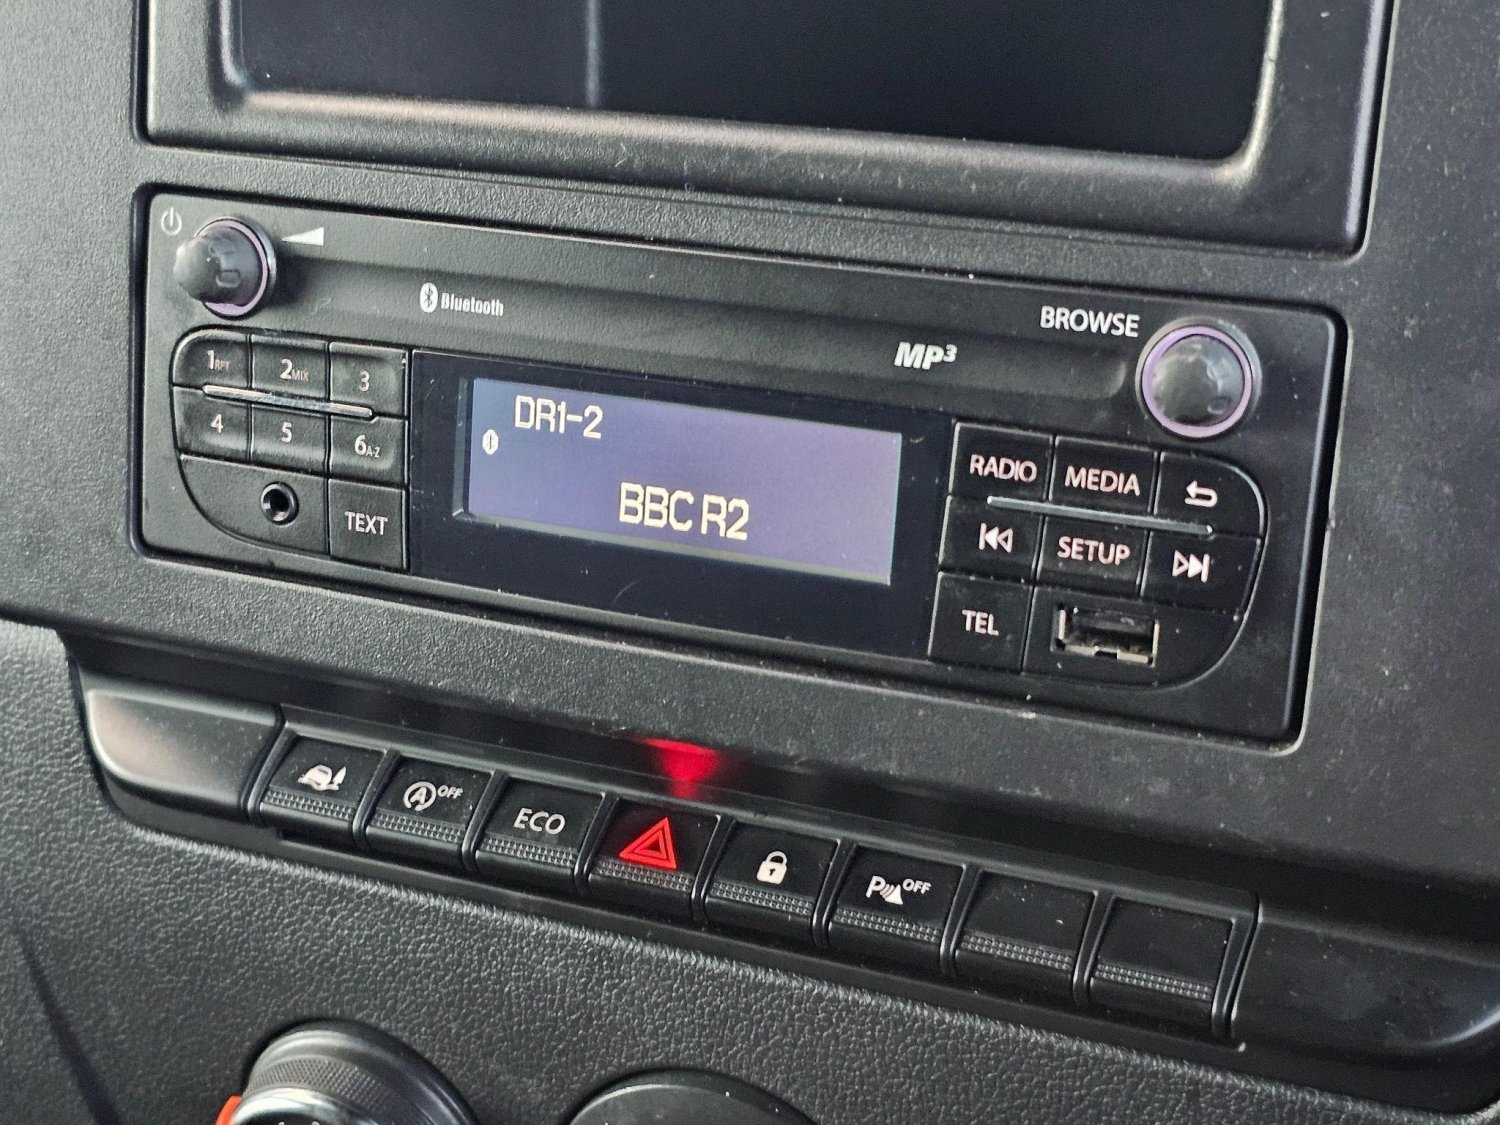 Bluetooth
BROWSE
MP3
1RPT
2MIX
3
4
5
6A-Z
TEXT
DR1-2
BBC R2
RADIO
MEDIA
SETUP
TEL
A OFF
ECO
P OFF